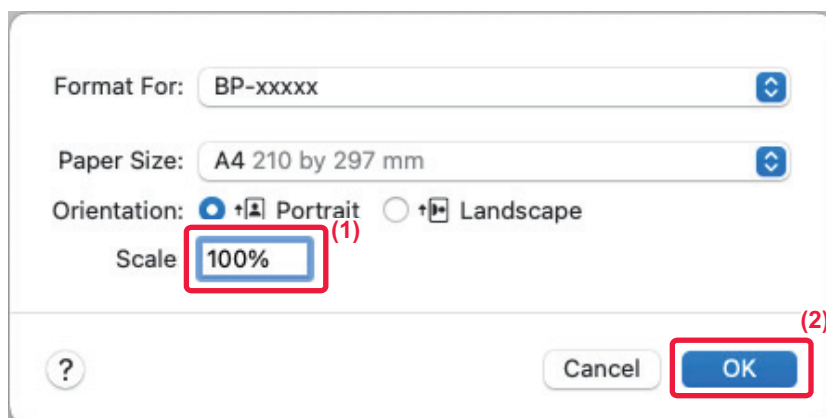 Format For: BP-xxxxx
Paper Size: A4 210 by 297 mm
Orientation: Portrait Landscape
(1)
Scale 100%
(2)
? Cancel OK